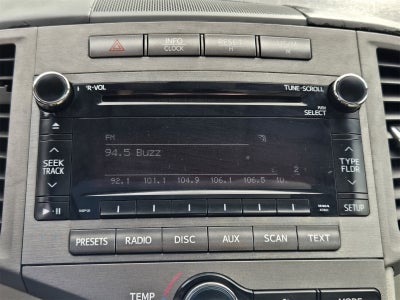 INFO
CLOCK
PWR•VOL
TUNE•SCROLL
SELECT
FM
94.5 Buzz
SEEK
TRACK
TYPE
FLDR
92.1 101.1 104.9 106.1 106.5
SETUP
PRESETS RADIO DISC AUX SCAN TEXT
TEMP
MODE